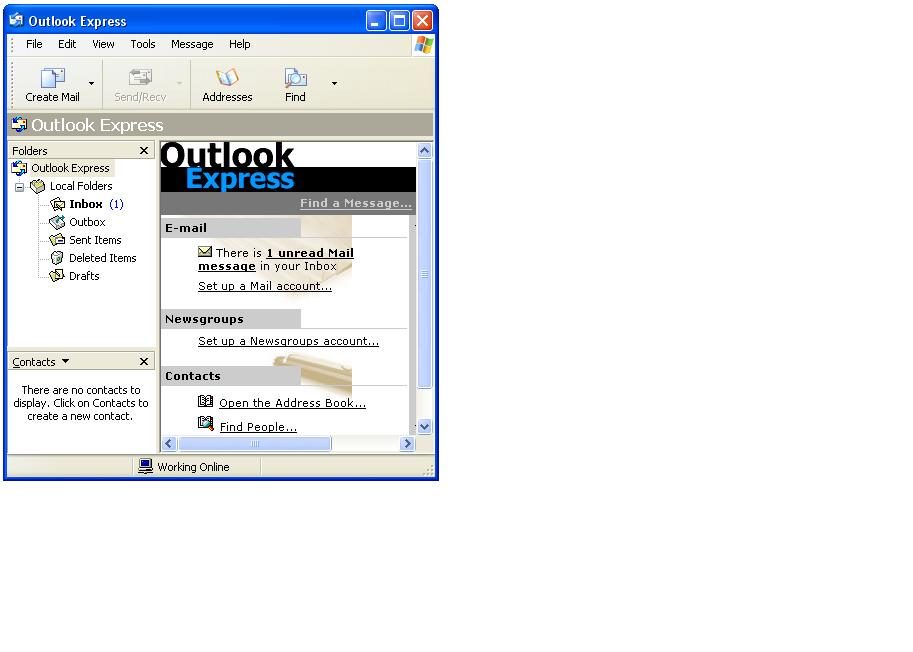 Outlook Express
File Edit View Tools Message Help
Create Mail Send/Recv Addresses Find
Outlook Express
Folders
Outlook Express
Local Folders
Inbox (1)
Outbox
Sent Items
Deleted Items
Drafts
Contacts
There are no contacts to
display. Click on Contacts to
create a new contact.
Outlook
Express
Find a Message...
E-mail
There is 1 unread Mail
message in your Inbox
Set up a Mail account...
Newsgroups
Set up a Newsgroups account...
Contacts
Open the Address Book...
Find People...
Working Online